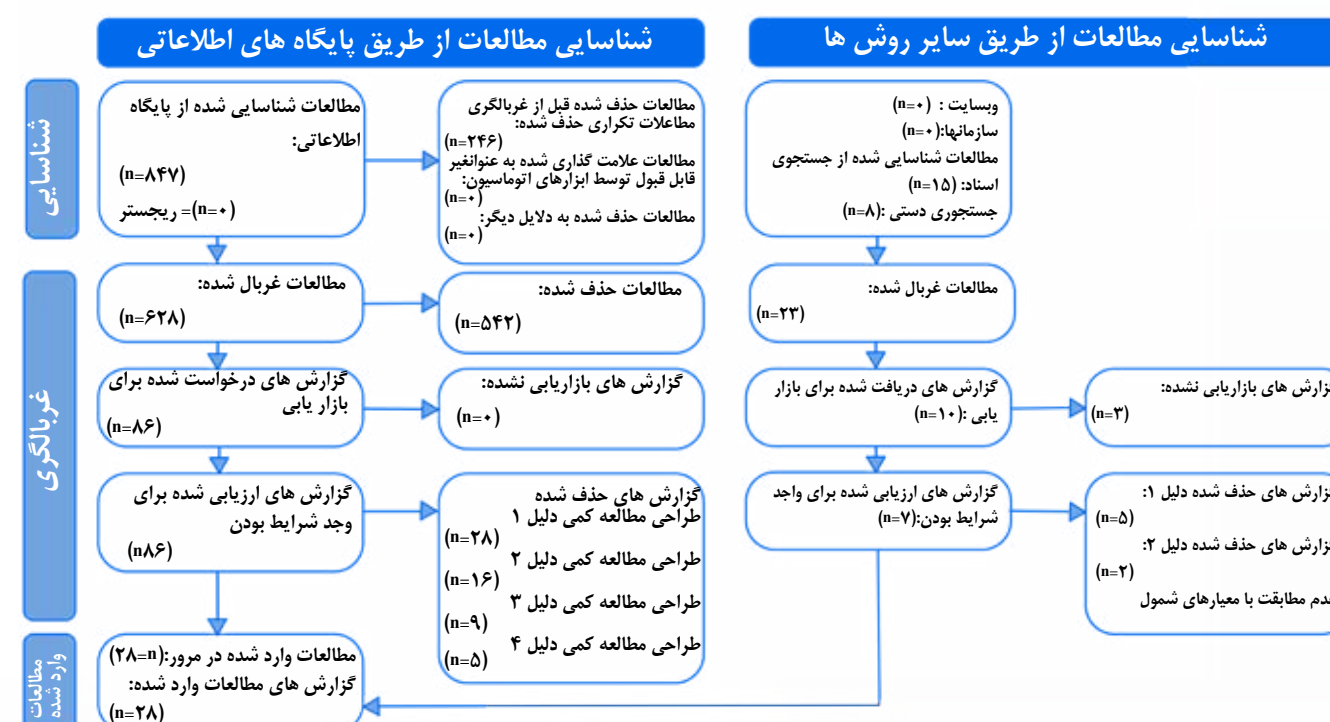 شناسایی مطالعات از طریق سایر روش ها
شناسایی مطالعات از طریق پایگاه های اطلاعاتی
شناسایی
مطالعات شناسایی شده از پایگاه
اطلاعاتی:
(n=۸۴۷)
(n=۰)= ریجستر
مطالعات حذف شده قبل از غربالگری
مطاعلات تکراری حذف شده:
(n=۲۴۶)
مطالعات علامت گذاری شده به عنوانغیر
قابل قبول توسط ابزارهای اتوماسیون:
(n=۰)
مطالعات حذف شده به دلایل دیگر:
(n=۰)
وبسایت : (n=۰)
سازمانها:(n=۰)
مطالعات شناسایی شده از جستجوی
اسناد: (n=۱۵)
جستجوری دستی :(n=۸)
غربالگری
مطالعات غربال شده:
(n=۶۲۸)
مطالعات حذف شده:
(n=۵۴۲)
مطالعات غربال شده:
(n=۲۳)
گزارش های درخواست شده برای
بازار یابی
(n=۸۶)
گزارش های بازاریابی نشده:
(n=۰)
گزارش های دریافت شده برای بازار
یابی :(n=۱۰)
گزارش های بازاریابی نشده:
(n=۳)
گزارش های ارزیابی شده برای
وجد شرایط بودن
(n۸۶)
گزارش های حذف شده
طراحی مطالعه کمی دلیل ۱
(n=۲۸)
طراحی مطالعه کمی دلیل ۲
(n=۱۶)
طراحی مطالعه کمی دلیل ۳
(n=۹)
طراحی مطالعه کمی دلیل ۴
(n=۵)
گزارش های ارزیابی شده برای واجد
شرایط بودن:(n=۷)
گزارش های حذف شده دلیل ۱:
(n=۵)
گزارش های حذف شده دلیل ۲:
(n=۲)
عدم مطابقت با معیارهای شمول
مطالعات
وارد شده
مطالعات وارد شده در مرور:(n=۲۸)
گزارش های مطالعات وارد شده:
(n=۲۸)